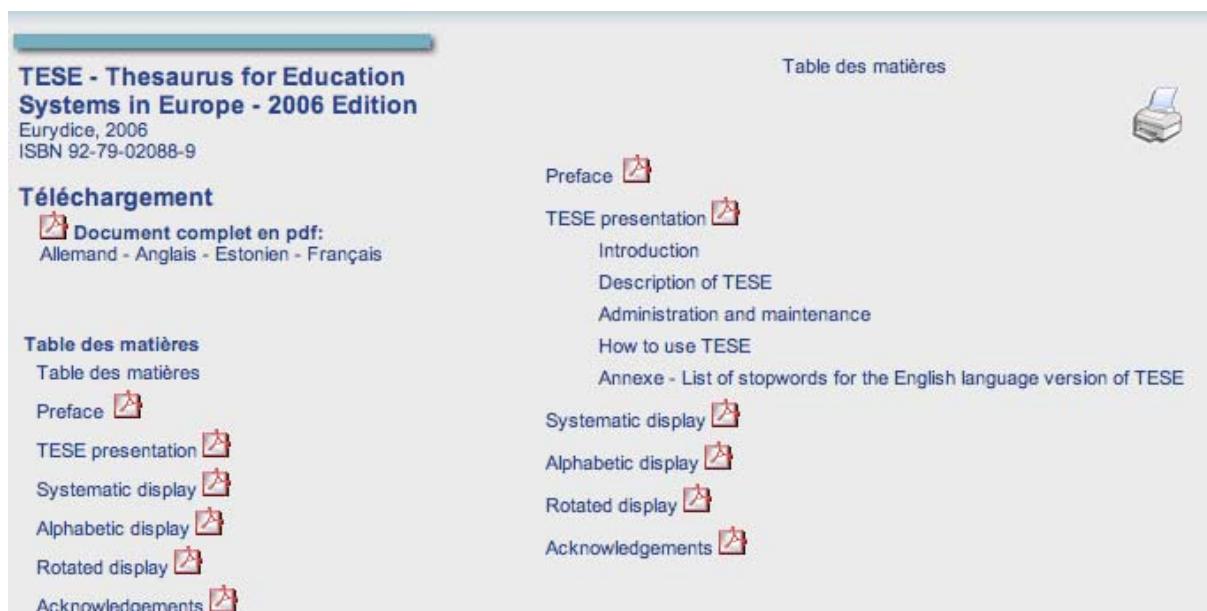 TESE - Thesaurus for Education
Systems in Europe - 2006 Edition
Eurydice, 2006
ISBN 92-79-02088-9
Téléchargement
Document complet en pdf:
Allemand - Anglais - Estonien - Français
Table des matières
Table des matières
Preface
TESE presentation
Systematic display
Alphabetic display
Rotated display
Acknowledgements
Table des matières
Preface
TESE presentation
Introduction
Description of TESE
Administration and maintenance
How to use TESE
Annexe - List of stopwords for the English language version of TESE
Systematic display
Alphabetic display
Rotated display
Acknowledgements